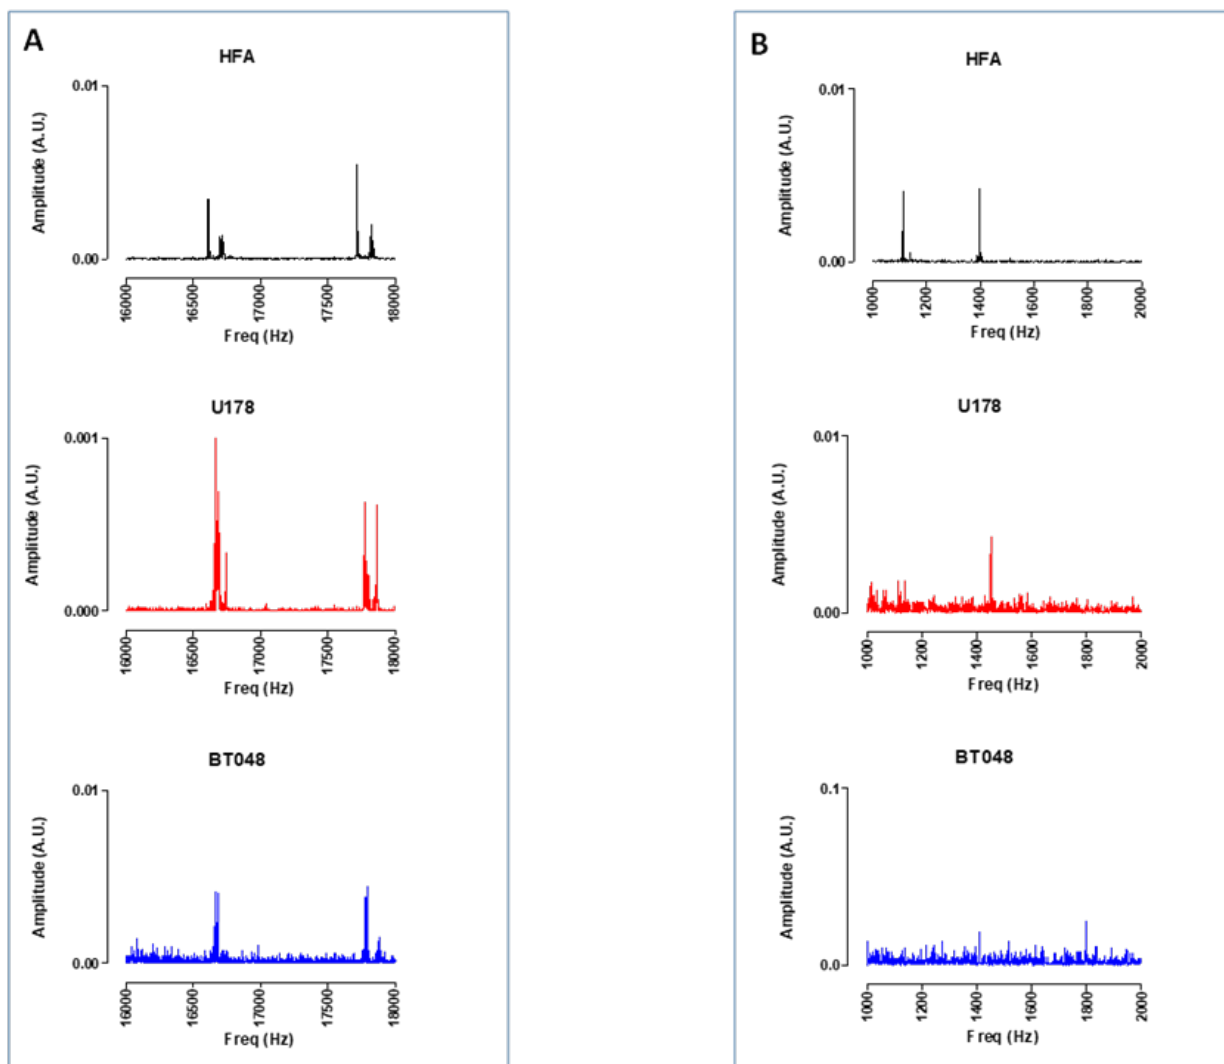 A
HFA
Amplitude (A.U.)
0.01
0.00
16000
16500
17000
17500
18000
Freq (Hz)
U178
Amplitude (A.U.)
0.001
0.000
16000
16500
17000
17500
18000
Freq (Hz)
BT048
Amplitude (A.U.)
0.01
0.00
16000
16500
17000
17500
18000
Freq (Hz)
B
HFA
Amplitude (A.U.)
0.01
0.00
1000
1200
1400
1600
1800
2000
Freq (Hz)
U178
Amplitude (A.U.)
0.01
0.00
1000
1200
1400
1600
1800
2000
Freq (Hz)
BT048
Amplitude (A.U.)
0.1
0.0
1000
1200
1400
1600
1800
2000
Freq (Hz)